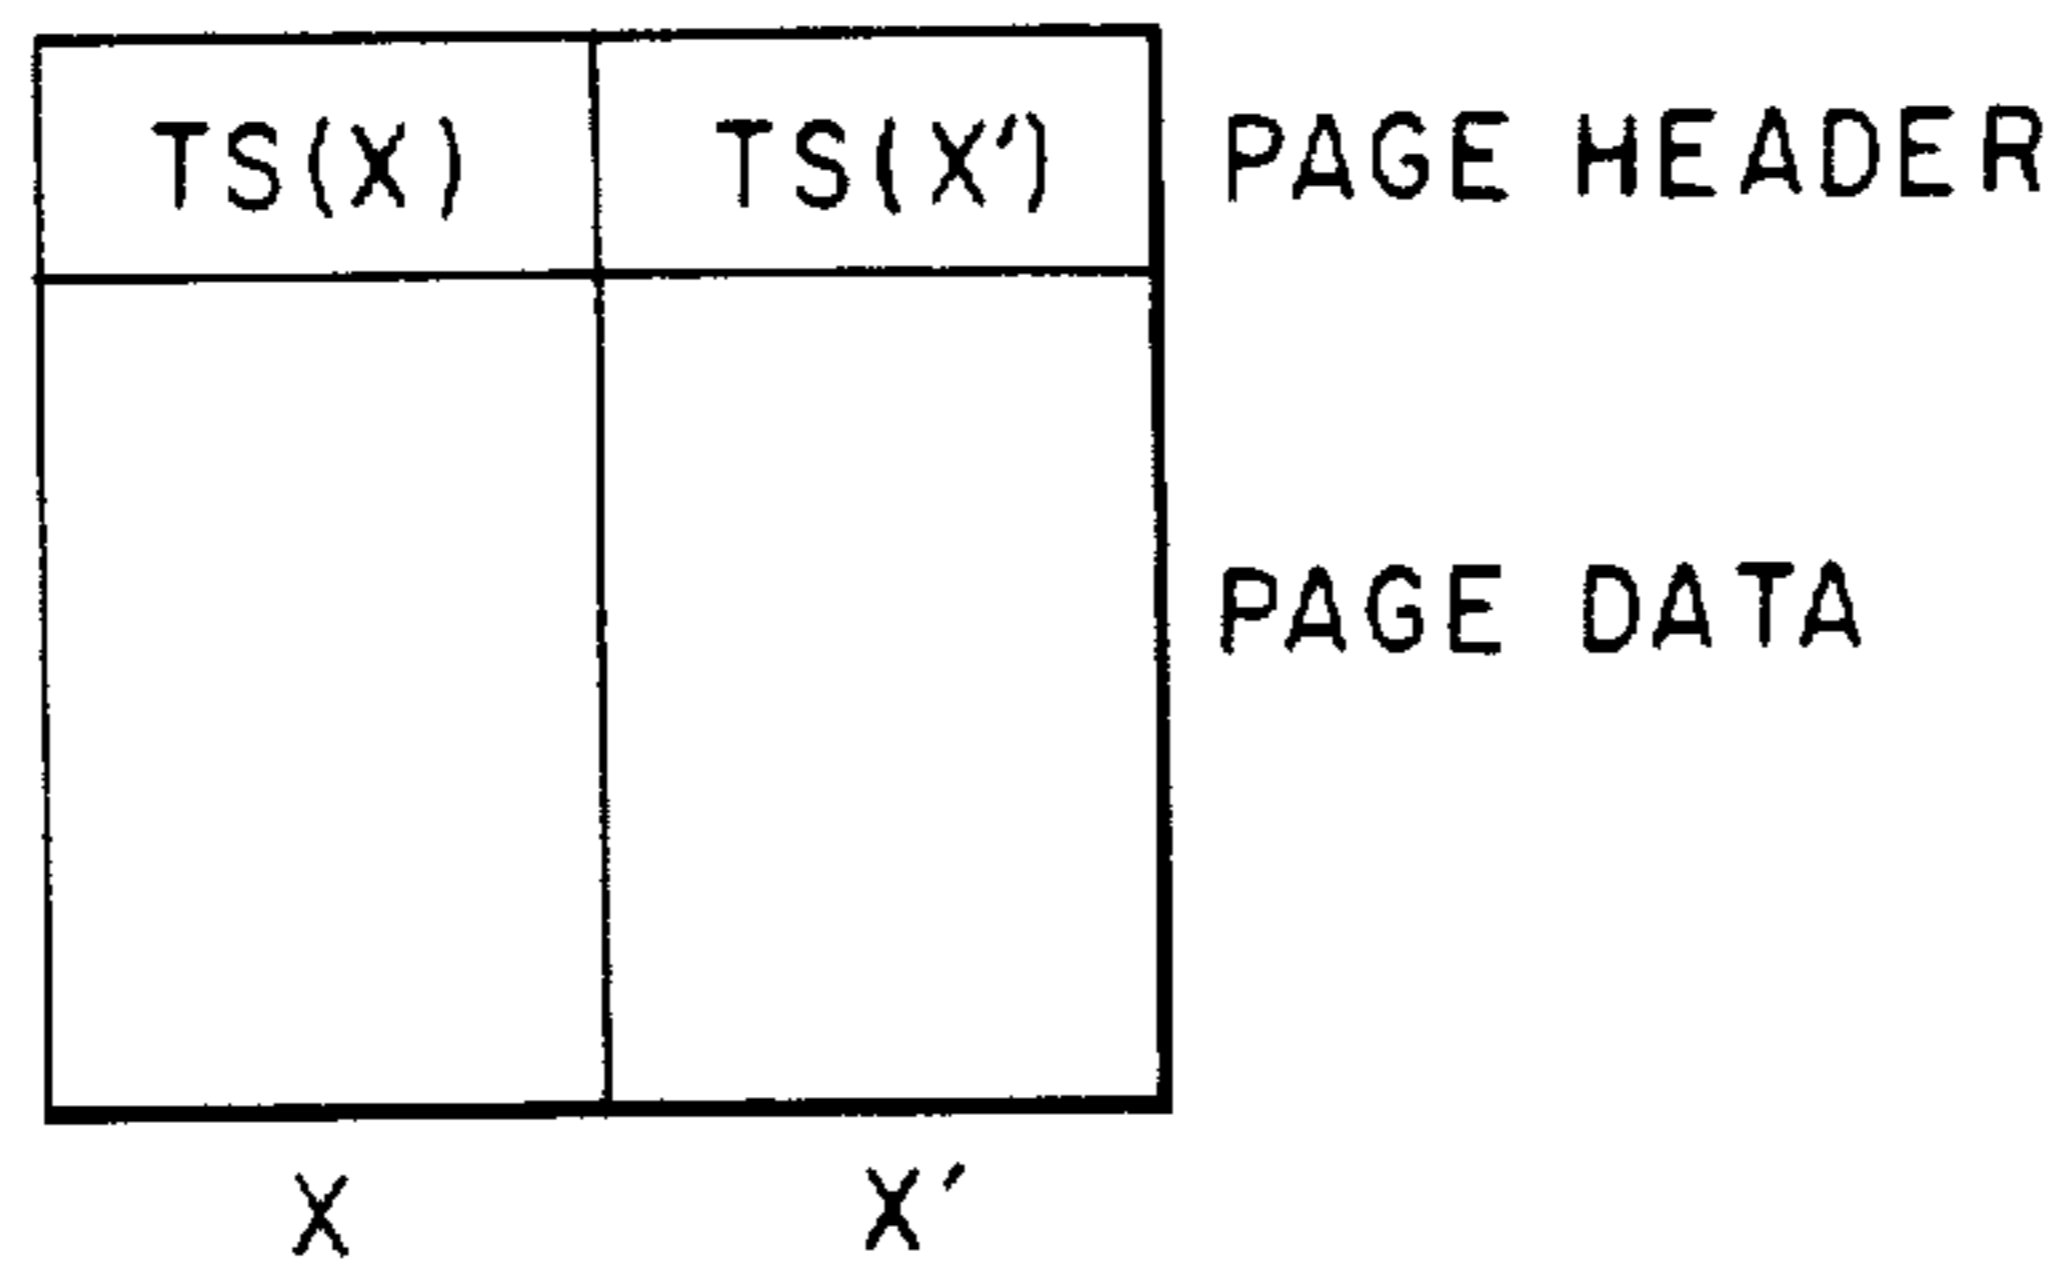 TS(X) TS(X') PAGE HEADER
PAGE DATA
X X'